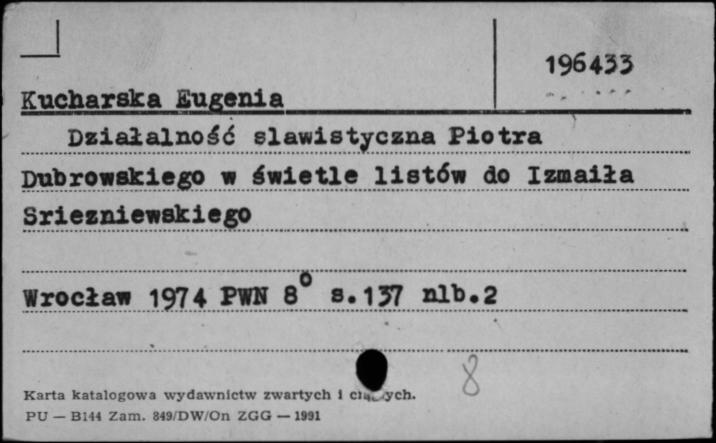 196433
Kucharska Eugenia
Działalność slawistyczna Piotra
Dubrowskiego w świetle listów do Izmaiła
Sriezniewskiego
Wrocław 1974 PWN 8° s.137 nlb.2
8
Karta katalogowa wydawnictw zwartych i
PU — B144 Zam. 849/DW/On ZGG — 1991